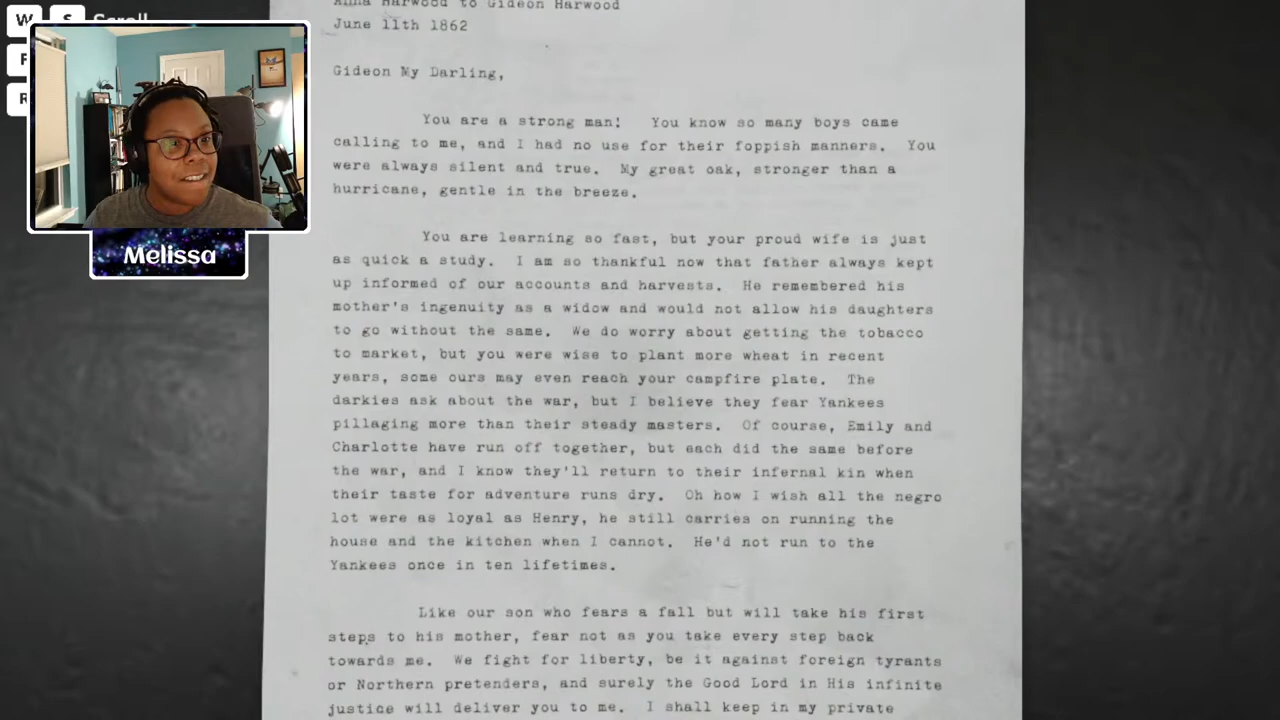 W S Scroll
F
R
Melissa
Anna Harwood to Gideon Harwood
June 11th 1862
Gideon My Darling,
You are a strong man! You know so many boys came
calling to me, and I had no use for their foppish manners. You
were always silent and true. My great oak, stronger than a
hurricane, gentle in the breeze.
You are learning so fast, but your proud wife is just
as quick a study. I am so thankful now that father always kept
up informed of our accounts and harvests. He remembered his
mother's ingenuity as a widow and would not allow his daughters
to go without the same. We do worry about getting the tobacco
to market, but you were wise to plant more wheat in recent
years, some ours may even reach your campfire plate. The
darkies ask about the war, but I believe they fear Yankees
pillaging more than their steady masters. Of course, Emily and
Charlotte have run off together, but each did the same before
the war, and I know they'll return to their infernal kin when
their taste for adventure runs dry. Oh how I wish all the negro
lot were as loyal as Henry, he still carries on running the
house and the kitchen when I cannot. He'd not run to the
Yankees once in ten lifetimes.
Like our son who fears a fall but will take his first
steps to his mother, fear not as you take every step back
towards me. We fight for liberty, be it against foreign tyrants
or Northern pretenders, and surely the Good Lord in His infinite
justice will deliver you to me. I shall keep in my private